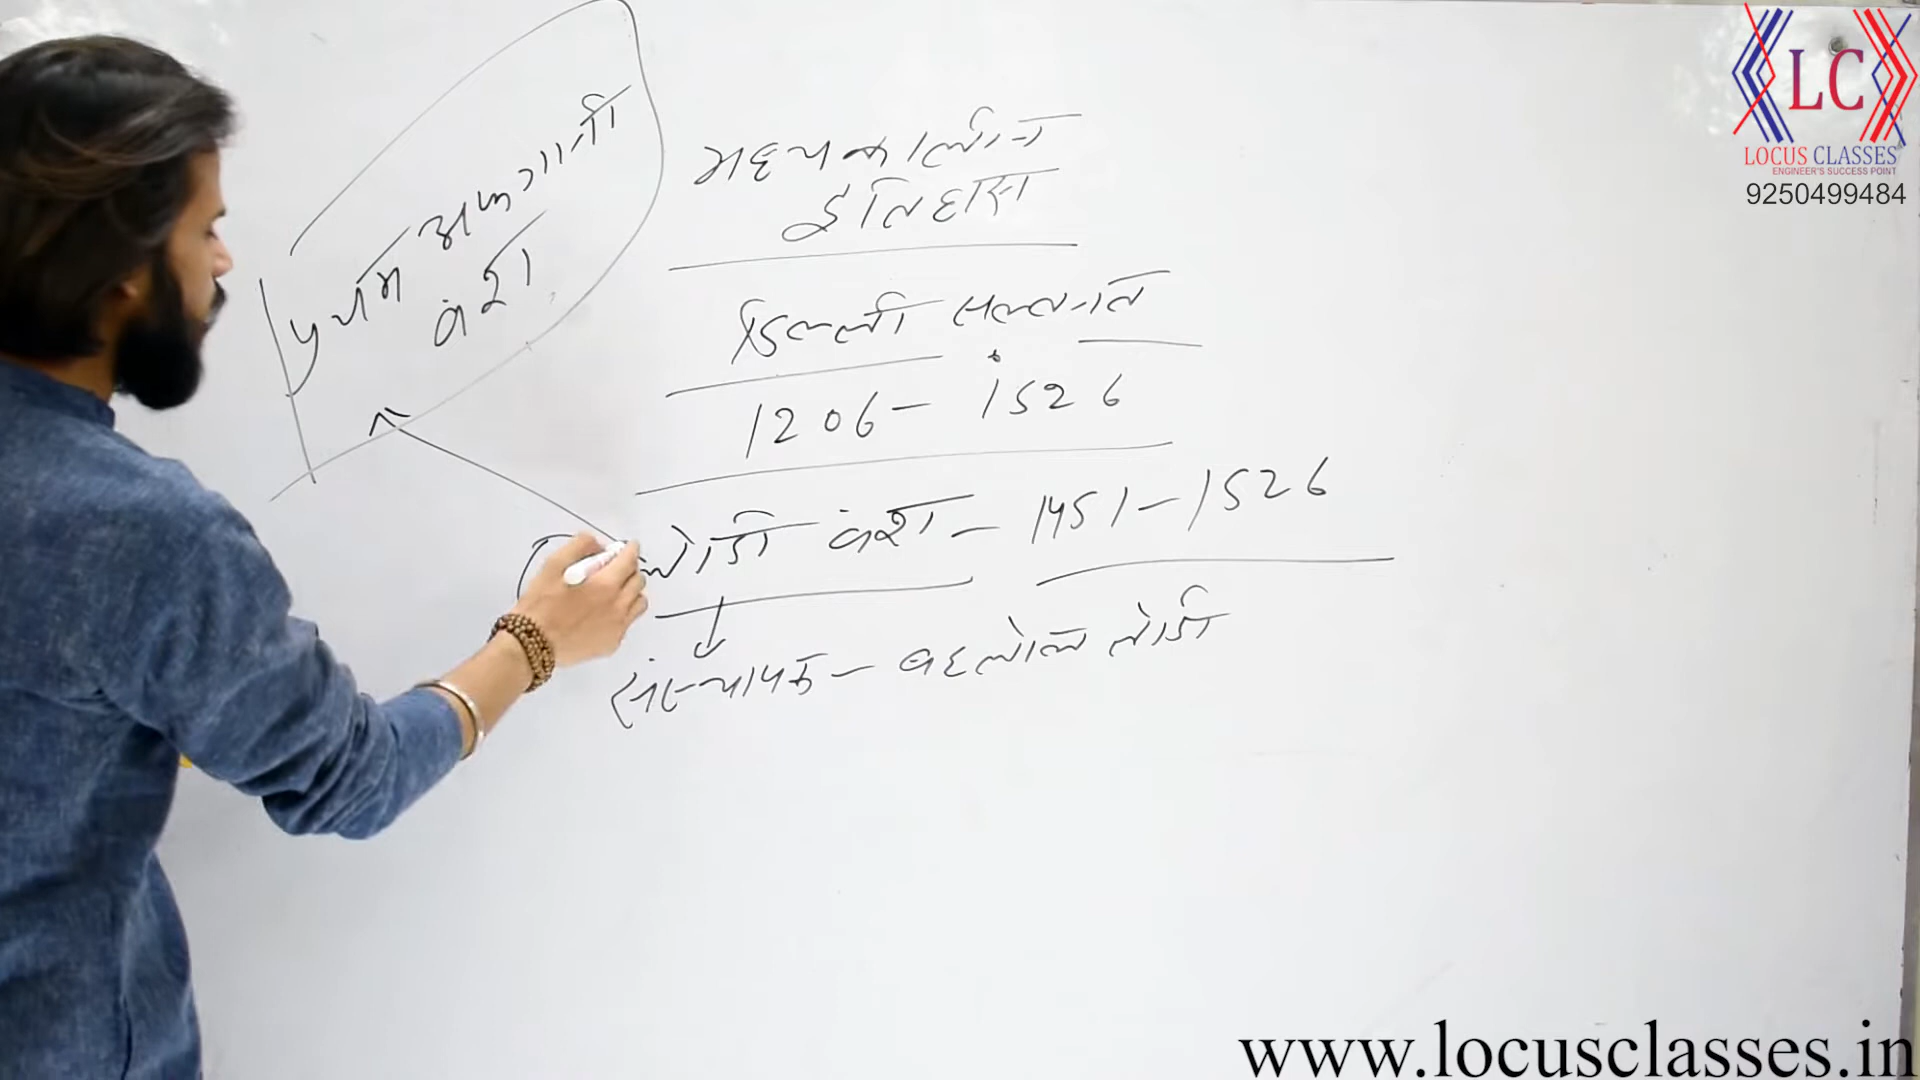 प्रथम अफगानी
वंश
मध्यकालीन
इतिहास
दिल्ली सल्तनत
1206 - 1526
लोदी वंश - 1451 - 1526
संस्थापक - बहलोल लोदी
LC
LOCUS CLASSES
ENGINEER'S SUCCESS POINT
9250499484
www.locusclasses.in